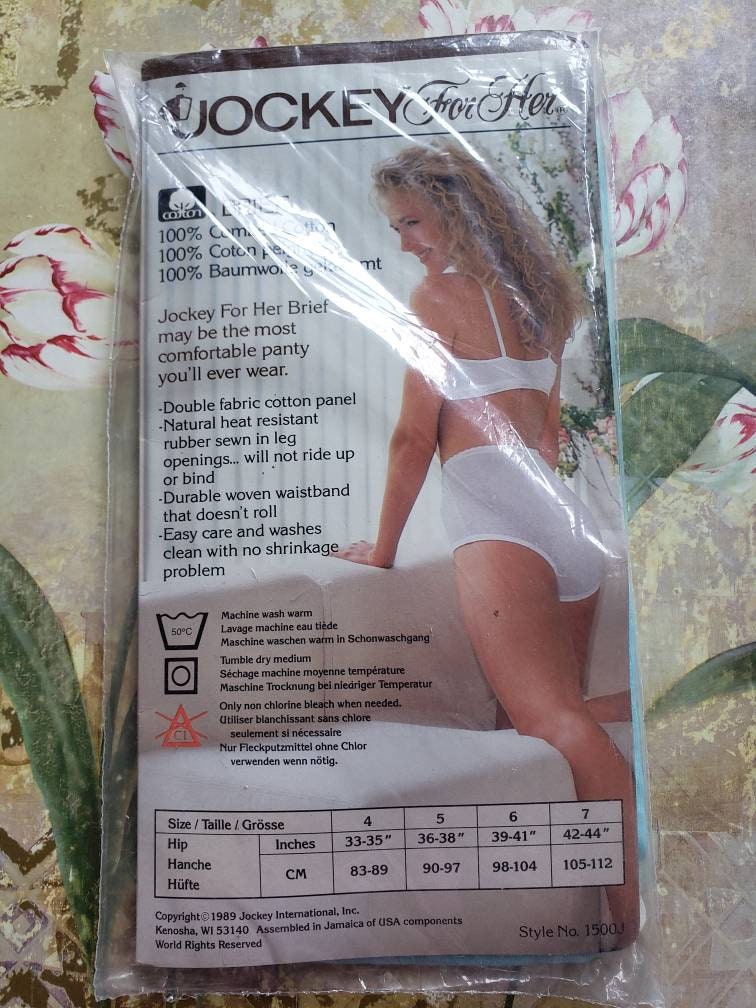 JOCKEY For Her®
cotton
100% Combed Cotton
100% Coton peigné
100% Baumwolle gekämmt
Jockey For Her Brief
may be the most
comfortable panty
you'll ever wear.
-Double fabric cotton panel
-Natural heat resistant
rubber sewn in leg
openings... will not ride up
or bind
-Durable woven waistband
that doesn't roll
-Easy care and washes
clean with no shrinkage
problem
50°C
Machine wash warm
Lavage machine eau tiède
Maschine waschen warm in Schonwaschgang
Tumble dry medium
Séchage machine moyenne température
Maschine Trocknung bei niedriger Temperatur
Cl
Only non chlorine bleach when needed.
Utiliser blanchissant sans chlore
seulement si nécessaire
Nur Fleckputzmittel ohne Chlor
verwenden wenn nötig.
Size / Taille / Grösse 4 5 6 7
Hip Inches 33-35" 36-38" 39-41" 42-44"
Hanche
Hüfte CM 83-89 90-97 98-104 105-112
Copyright © 1989 Jockey International, Inc.
Kenosha, WI 53140 Assembled in Jamaica of USA components
World Rights Reserved
Style No. 1500J